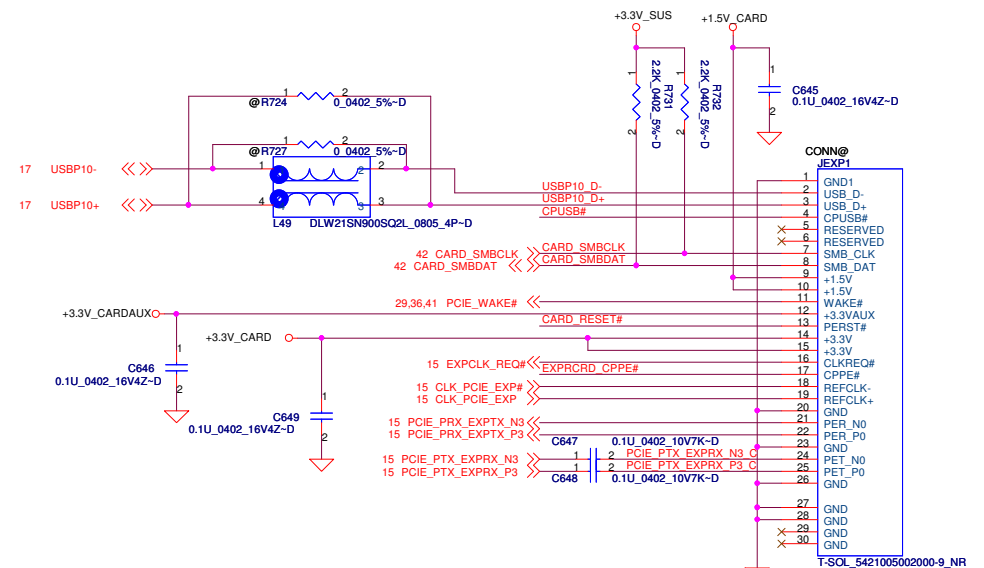 +3.3V_SUS
+1.5V_CARD
1
2
@R724
0_0402_5%~D
1
2
@R727
0_0402_5%~D
1
2
2.2K_0402_5%~D
R731
1
2
2.2K_0402_5%~D
R732
1
2
C645
0.1U_0402_16V4Z~D
1
2
17 USBP10-
17 USBP10+
1
2
2
4
3
3
L49 DLW21SN900SQ2L_0805_4P~D
CONN@
JEXP1
USBP10_D-
USBP10_D+
CPUSB#
42 CARD_SMBCLK
CARD_SMBCLK
42 CARD_SMBDAT
CARD_SMBDAT
29,36,41 PCIE_WAKE#
+3.3V_CARDAUX
CARD_RESET#
+3.3V_CARD
15 EXPCLK_REQ#
EXPRCRD_CPPE#
15 CLK_PCIE_EXP#
15 CLK_PCIE_EXP
15 PCIE_PRX_EXPTX_N3
15 PCIE_PRX_EXPTX_P3
15 PCIE_PTX_EXPRX_N3
15 PCIE_PTX_EXPRX_P3
C646
0.1U_0402_16V4Z~D
1
2
C649
0.1U_0402_16V4Z~D
1
2
C647
0.1U_0402_10V7K~D
1
2
PCIE_PTX_EXPRX_N3_C
1
2
PCIE_PTX_EXPRX_P3_C
C648
0.1U_0402_10V7K~D
1 GND1
2 USB_D-
3 USB_D+
4 CPUSB#
5 RESERVED
6 RESERVED
7 SMB_CLK
8 SMB_DAT
9 +1.5V
10 +1.5V
11 WAKE#
12 +3.3VAUX
13 PERST#
14 +3.3V
15 +3.3V
16 CLKREQ#
17 CPPE#
18 REFCLK-
19 REFCLK+
20 GND
21 PER_N0
22 PER_P0
23 GND
24 PET_N0
25 PET_P0
26 GND
27 GND
28 GND
29 GND
30 GND
T-SOL_5421005002000-9_NR